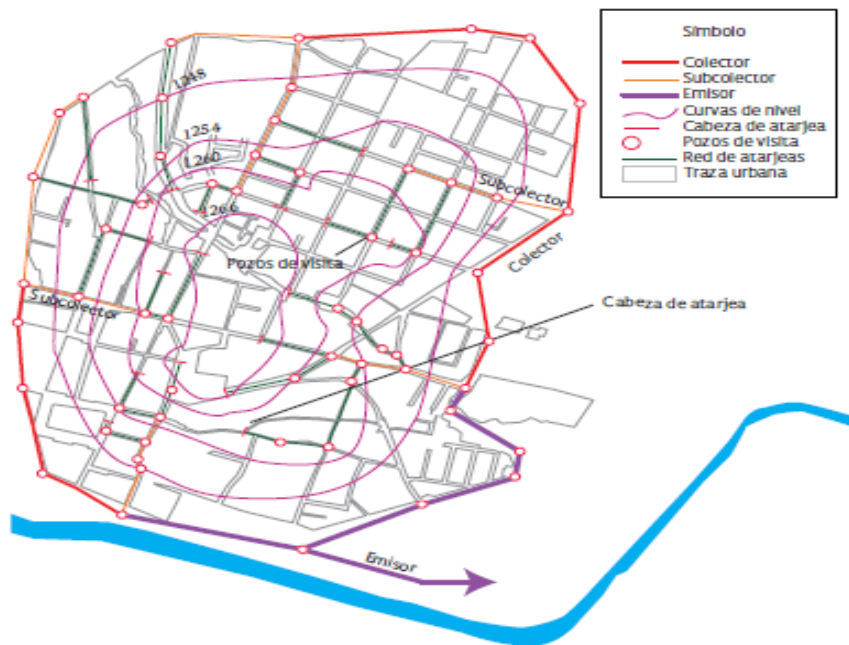 Símbolo
Colector
Subcolector
Emisor
Curvas de nivel
Cabeza de atarjea
Pozos de visita
Red de atarjeas
Traza urbana
1248
1254
1260
1266
Subcolector
Colector
Pozos de visita
Subcolector
Cabeza de atarjea
Emisor